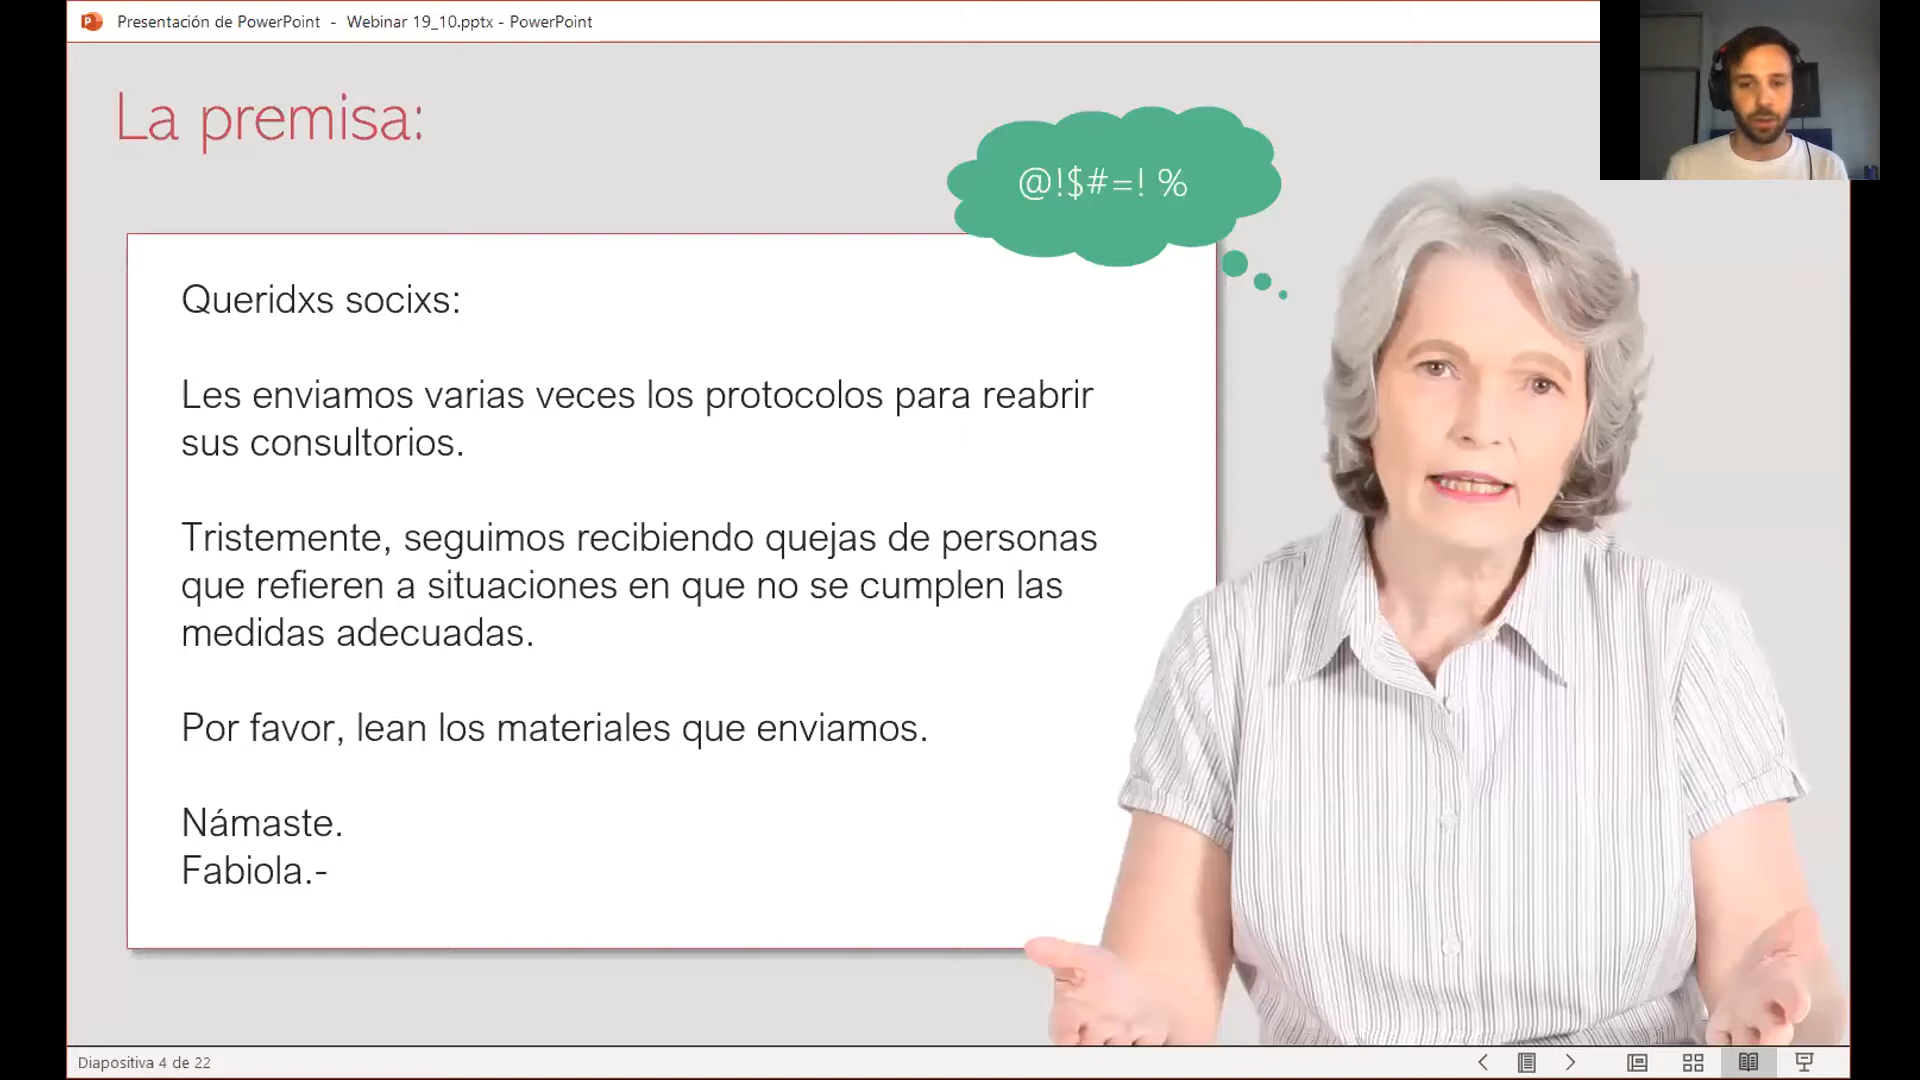 Presentación de PowerPoint - Webinar 19_10.pptx - PowerPoint
La premisa:
@!$#=! %
Queridxs socixs:
Les enviamos varias veces los protocolos para reabrir
sus consultorios.
Tristemente, seguimos recibiendo quejas de personas
que refieren a situaciones en que no se cumplen las
medidas adecuadas.
Por favor, lean los materiales que enviamos.
Námaste.
Fabiola.-
Diapositiva 4 de 22